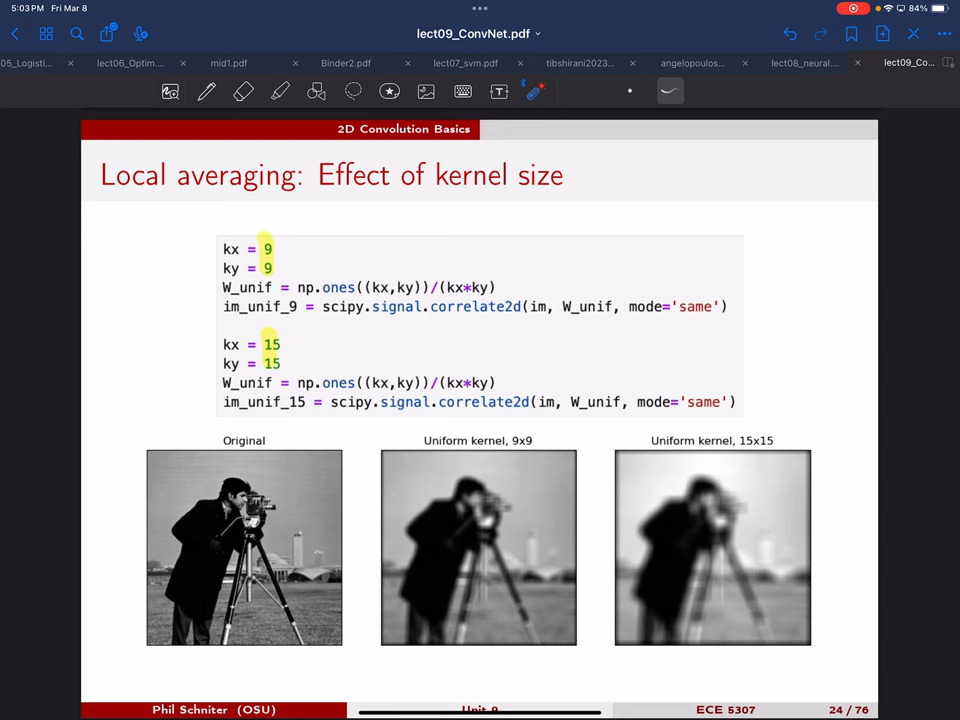 5:03 PM Fri Mar 8
84%
lect09_ConvNet.pdf
05_Logisti...
lect06_Optim....
mid1.pdf
Binder2.pdf
lect07_svm.pdf
tibshirani2023...
angelopoulos...
lect08_neural....
lect09_Co...
2D Convolution Basics
Local averaging: Effect of kernel size
kx = 9
ky = 9
W_unif = np.ones((kx,ky))/(kx*ky)
im_unif_9 = scipy.signal.correlate2d(im, W_unif, mode='same')
kx = 15
ky = 15
W_unif = np.ones((kx,ky))/(kx*ky)
im_unif_15 = scipy.signal.correlate2d(im, W_unif, mode='same')
Original
Uniform kernel, 9x9
Uniform kernel, 15x15
Phil Schniter (OSU)
Unit 9
ECE 5307
24 / 76